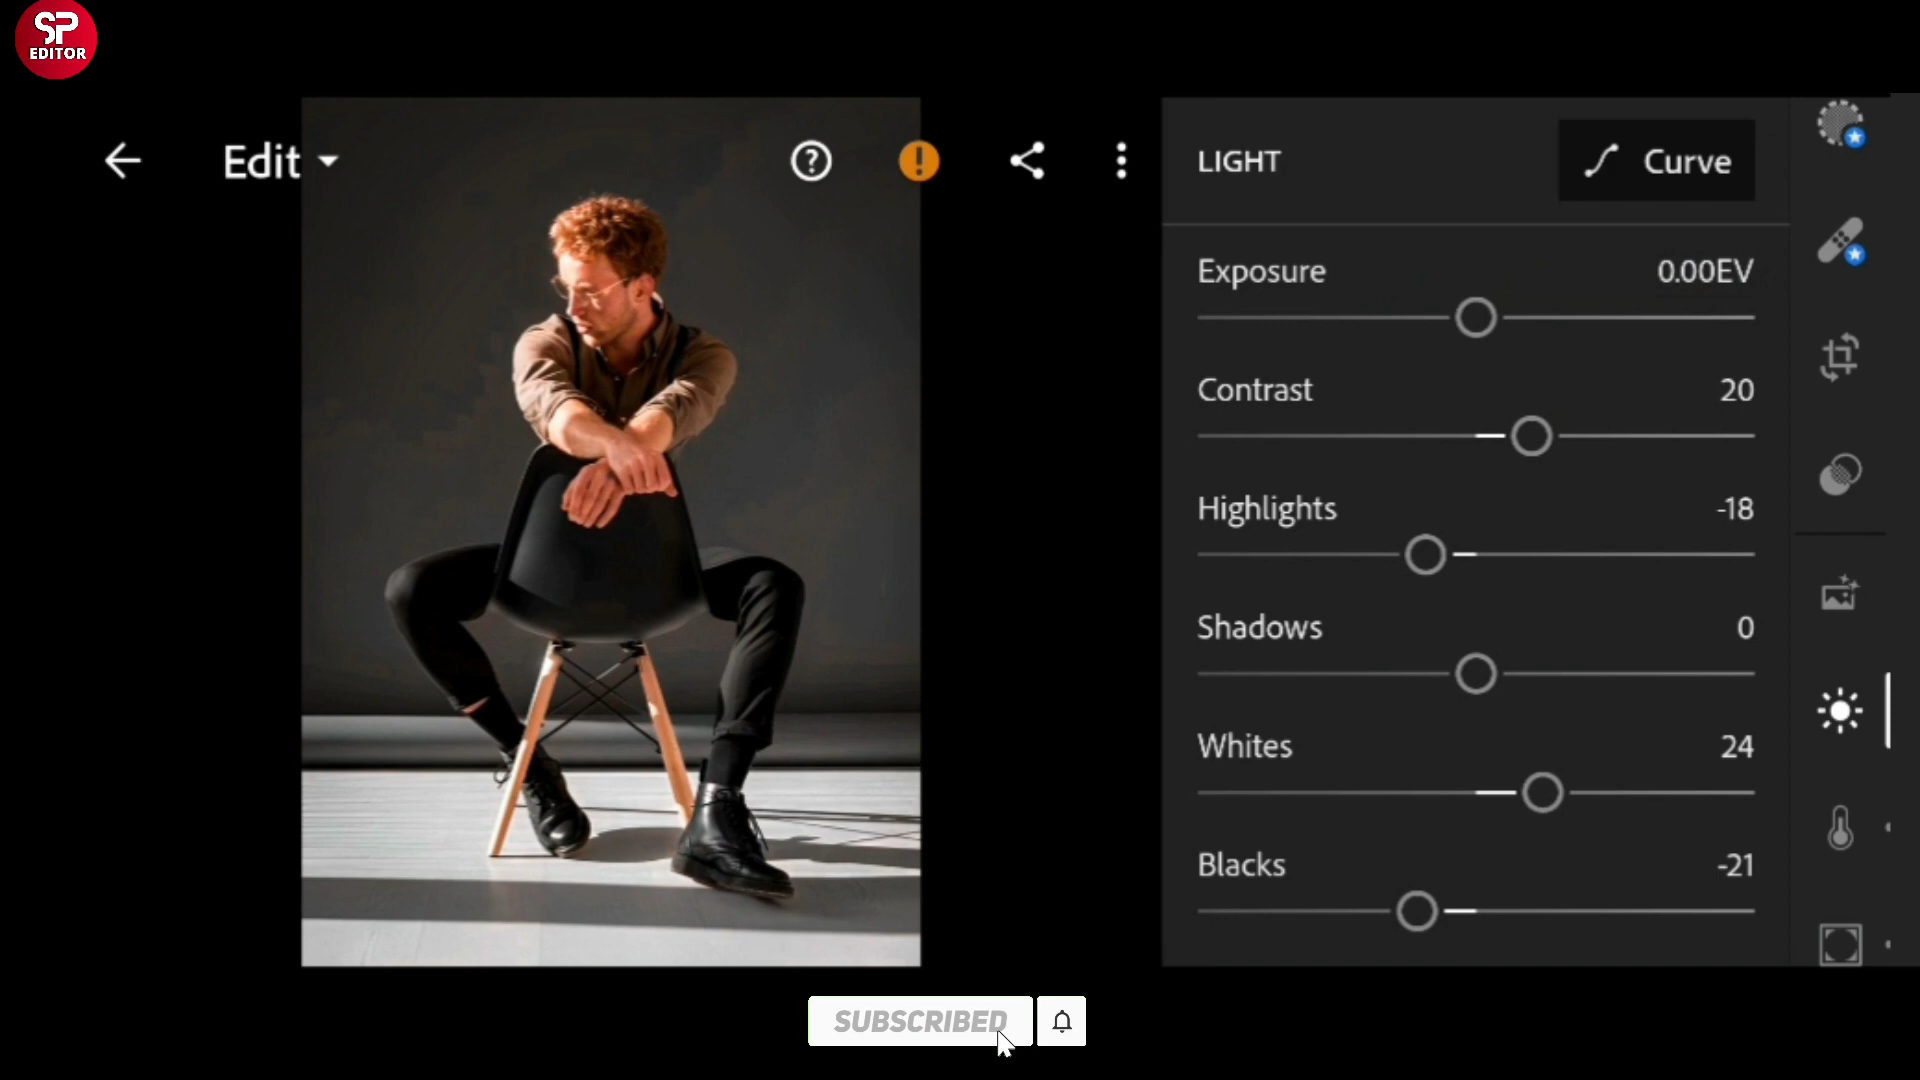 SP
EDITOR
Edit
LIGHT
Curve
Exposure 0.00EV
Contrast 20
Highlights -18
Shadows 0
Whites 24
Blacks -21
SUBSCRIBED